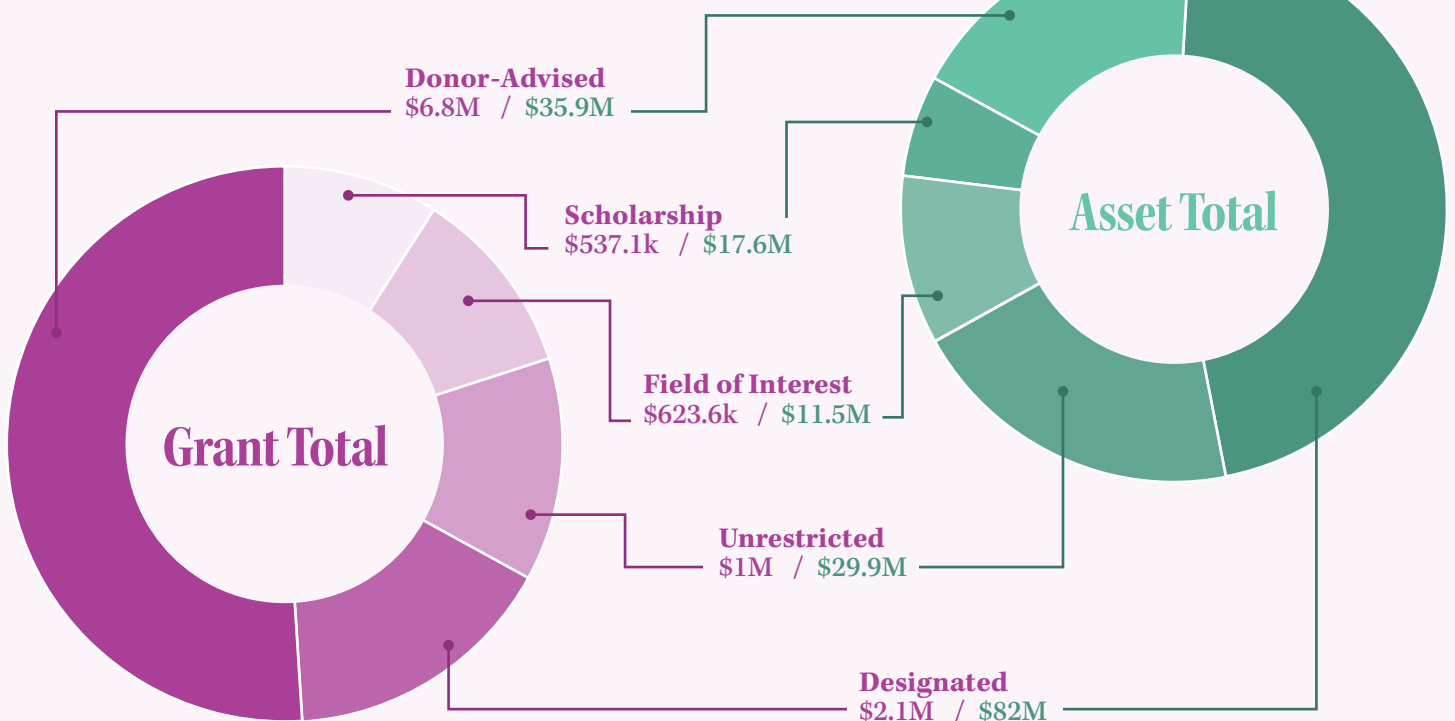 Donor-Advised
$6.8M / $35.9M
Asset Total
Scholarship
$537.1k / $17.6M
Field of Interest
$623.6k / $11.5M
Grant Total
Unrestricted
$1M / $29.9M
Designated
$2.1M / $82M